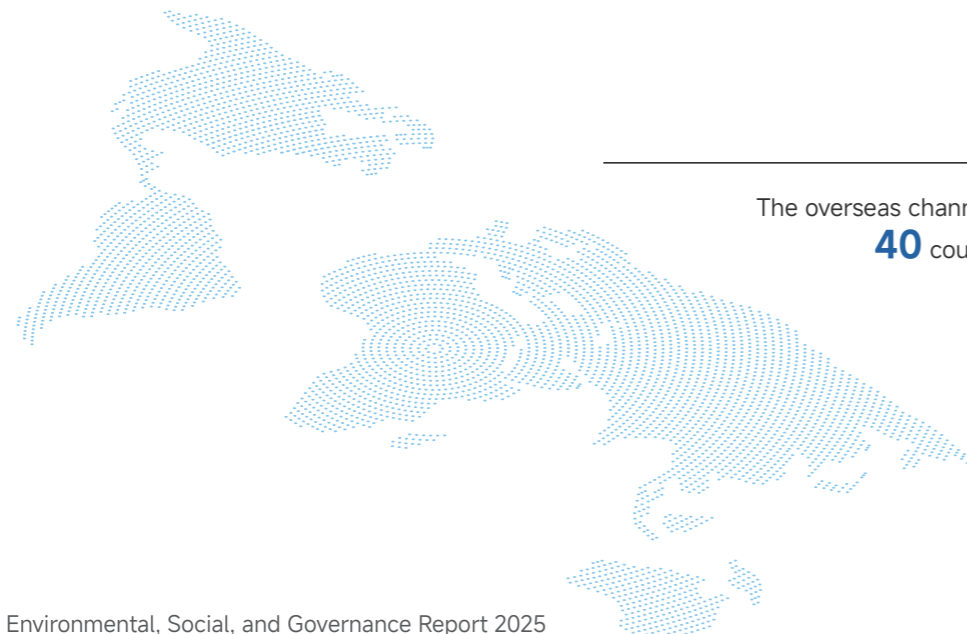 The overseas chann
40 cou
Environmental, Social, and Governance Report 2025